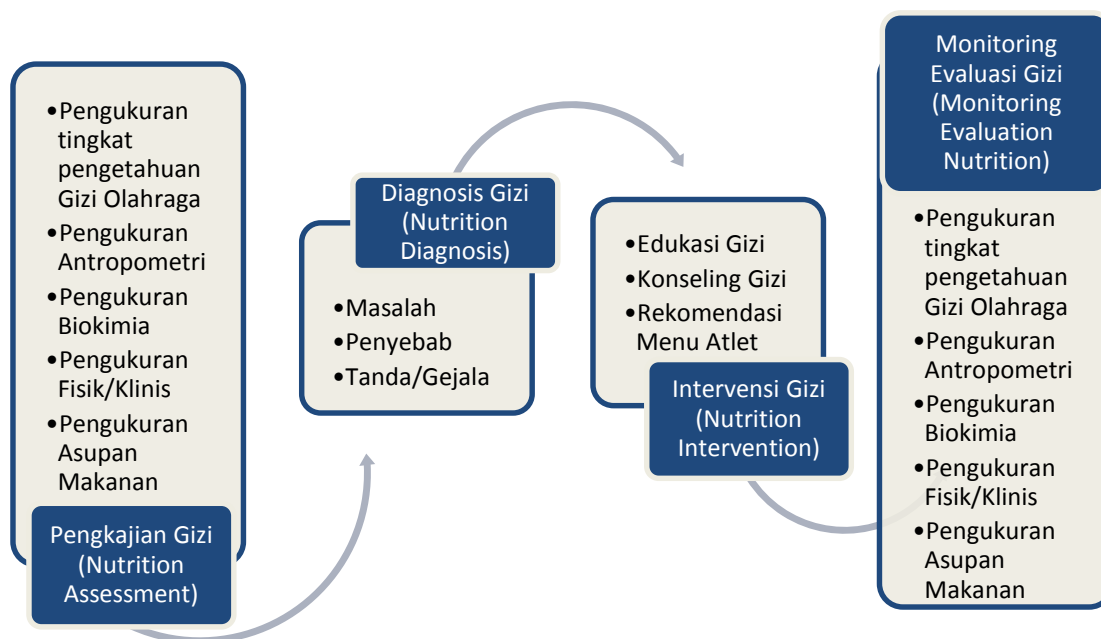 •Pengukuran
tingkat
pengetahuan
Gizi Olahraga
•Pengukuran
Antropometri
•Pengukuran
Biokimia
•Pengukuran
Fisik/Klinis
•Pengukuran
Asupan
Makanan
Pengkajian Gizi
(Nutrition
Assessment)
Diagnosis Gizi
(Nutrition
Diagnosis)
•Masalah
•Penyebab
•Tanda/Gejala
•Edukasi Gizi
•Konseling Gizi
•Rekomendasi
Menu Atlet
Intervensi Gizi
(Nutrition
Intervention)
Monitoring
Evaluasi Gizi
(Monitoring
Evaluation
Nutrition)
•Pengukuran
tingkat
pengetahuan
Gizi Olahraga
•Pengukuran
Antropometri
•Pengukuran
Biokimia
•Pengukuran
Fisik/Klinis
•Pengukuran
Asupan
Makanan